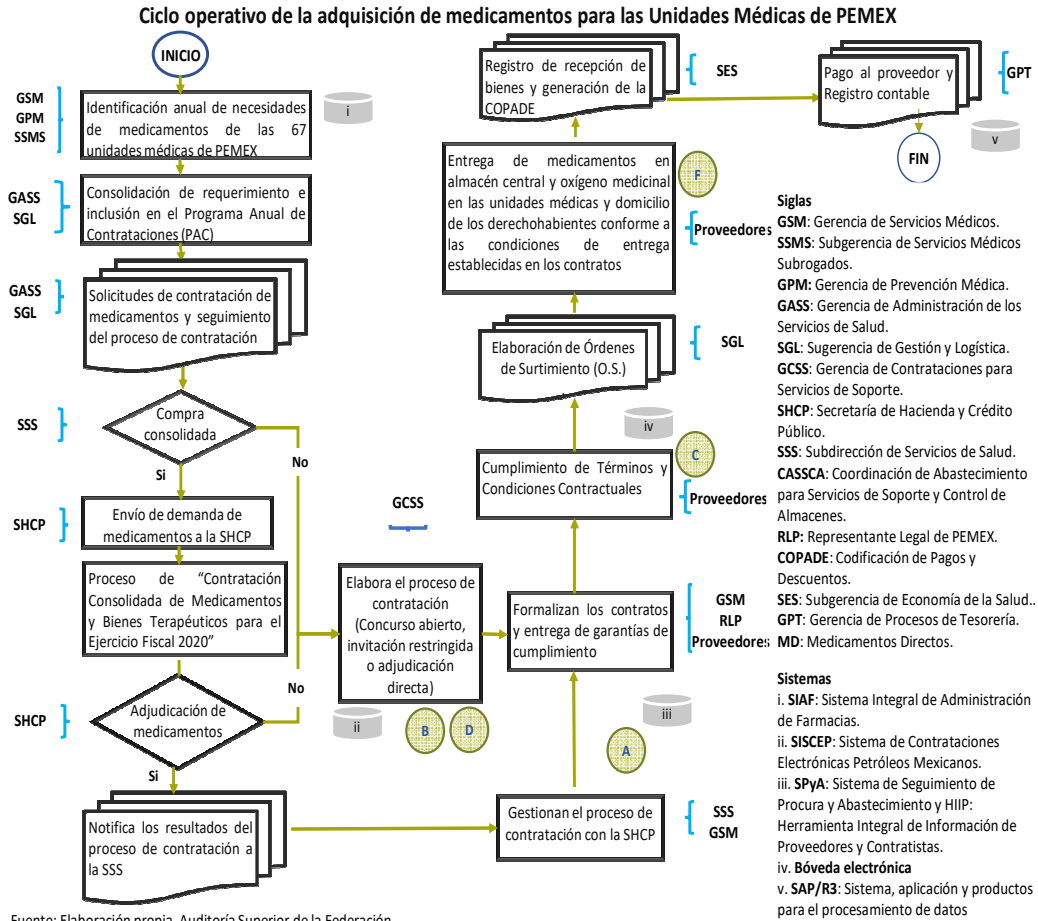 Ciclo operativo de la adquisición de medicamentos para las Unidades Médicas de PEMEX
INICIO
GSM
GPM
SSMS
Identificación anual de necesidades
de medicamentos de las 67
unidades médicas de PEMEX
i
GASS
SGL
Consolidación de requerimiento e
inclusión en el Programa Anual de
Contrataciones (PAC)
GASS
SGL
Solicitudes de contratación de
medicamentos y seguimiento
del proceso de contratación
SSS
Compra
consolidada
No
Si
SHCP
Envío de demanda de
medicamentos a la SHCP
Proceso de “Contratación
Consolidada de Medicamentos
y Bienes Terapéuticos para el
Ejercicio Fiscal 2020”
SHCP
Adjudicación de
medicamentos
No
Si
Notifica los resultados del
proceso de contratación a
la SSS
GCSS
Elabora el proceso de
contratación
(Concurso abierto,
invitación restringida
o adjudicación
directa)
ii
B
D
Gestionan el proceso de
contratación con la SHCP
SSS
GSM
A
iii
Formalizan los contratos
y entrega de garantías de
cumplimiento
GSM
RLP
Proveedores
Cumplimiento de Términos y
Condiciones Contractuales
Proveedores
C
iv
Elaboración de Órdenes
de Surtimiento (O.S.)
SGL
Entrega de medicamentos en
almacén central y oxígeno medicinal
en las unidades médicas y domicilio
de los derechohabientes conforme a
las condiciones de entrega
establecidas en los contratos
F
Proveedores
Registro de recepción de
bienes y generación de la
COPADE
SES
Pago al proveedor y
Registro contable
GPT
v
FIN
Siglas
GSM: Gerencia de Servicios Médicos.
SSMS: Subgerencia de Servicios Médicos
Subrogados.
GPM: Gerencia de Prevención Médica.
GASS: Gerencia de Administración de los
Servicios de Salud.
SGL: Sugerencia de Gestión y Logística.
GCSS: Gerencia de Contrataciones para
Servicios de Soporte.
SHCP: Secretaría de Hacienda y Crédito
Público.
SSS: Subdirección de Servicios de Salud.
CASSCA: Coordinación de Abastecimiento
para Servicios de Soporte y Control de
Almacenes.
RLP: Representante Legal de PEMEX.
COPADE: Codificación de Pagos y
Descuentos.
SES: Subgerencia de Economía de la Salud..
GPT: Gerencia de Procesos de Tesorería.
MD: Medicamentos Directos.
Sistemas
i. SIAF: Sistema Integral de Administración
de Farmacias.
ii. SISCEP: Sistema de Contrataciones
Electrónicas Petróleos Mexicanos.
iii. SPyA: Sistema de Seguimiento de
Procura y Abastecimiento y HIIP:
Herramienta Integral de Información de
Proveedores y Contratistas.
iv. Bóveda electrónica
v. SAP/R3: Sistema, aplicación y productos
para el procesamiento de datos
Fuente: Elaboración propia. Auditoría Superior de la Federación